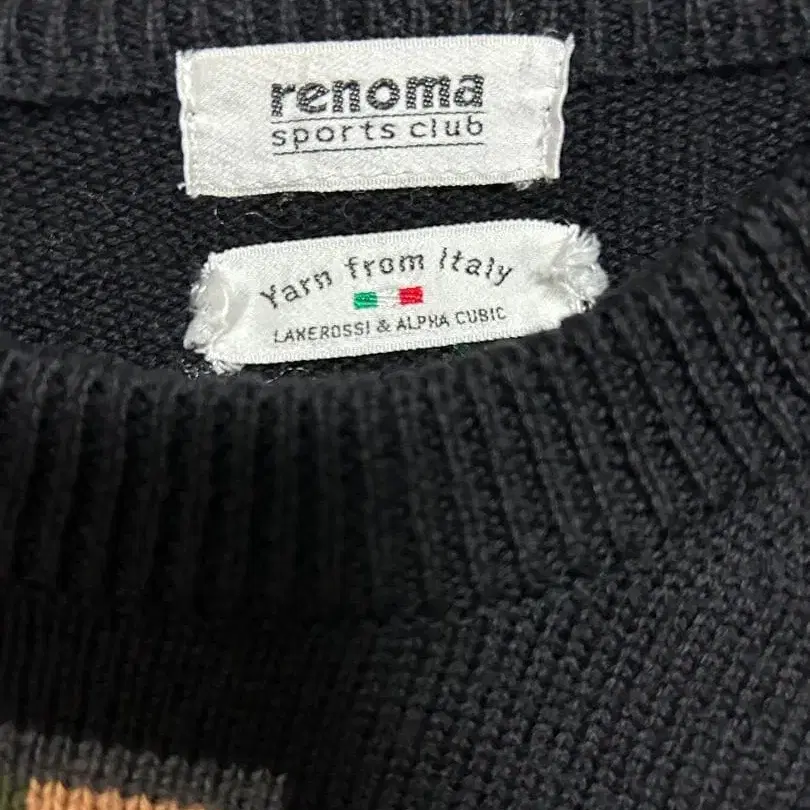 renoma
sports club
Yarn from Italy
LANEROSSI & ALPHA CUBIC